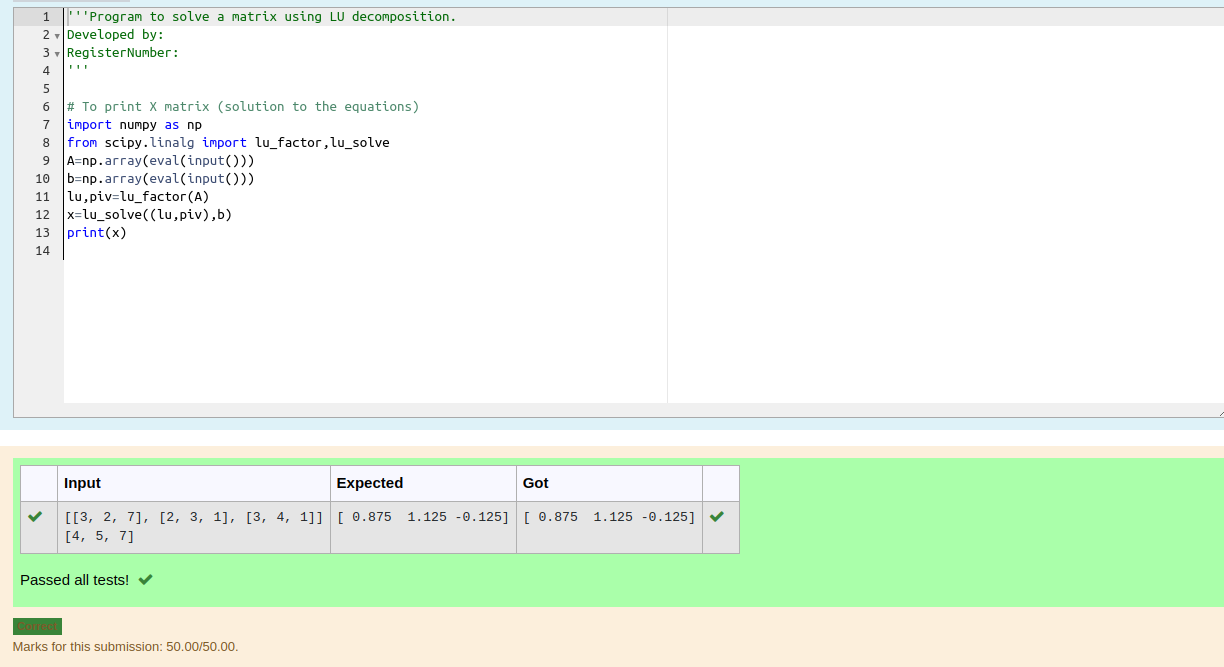 1 '''Program to solve a matrix using LU decomposition.
2 Developed by:
3 RegisterNumber:
4 '''
5
6 # To print X matrix (solution to the equations)
7 import numpy as np
8 from scipy.linalg import lu_factor,lu_solve
9 A=np.array(eval(input()))
10 b=np.array(eval(input()))
11 lu,piv=lu_factor(A)
12 x=lu_solve((lu,piv),b)
13 print(x)
14
Input Expected Got
[[3, 2, 7], [2, 3, 1], [3, 4, 1]] [ 0.875  1.125 -0.125] [ 0.875  1.125 -0.125]
[4, 5, 7]
Passed all tests!
Correct
Marks for this submission: 50.00/50.00.